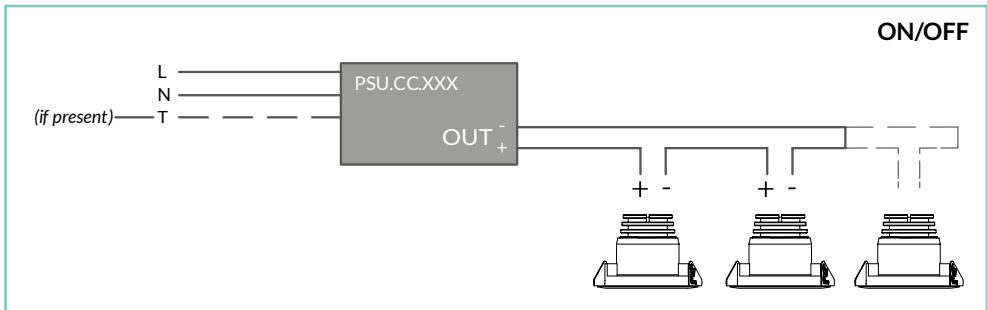 ON/OFF
L
N
(if present) T
PSU.CC.XXX
OUT -
+
+ - + -